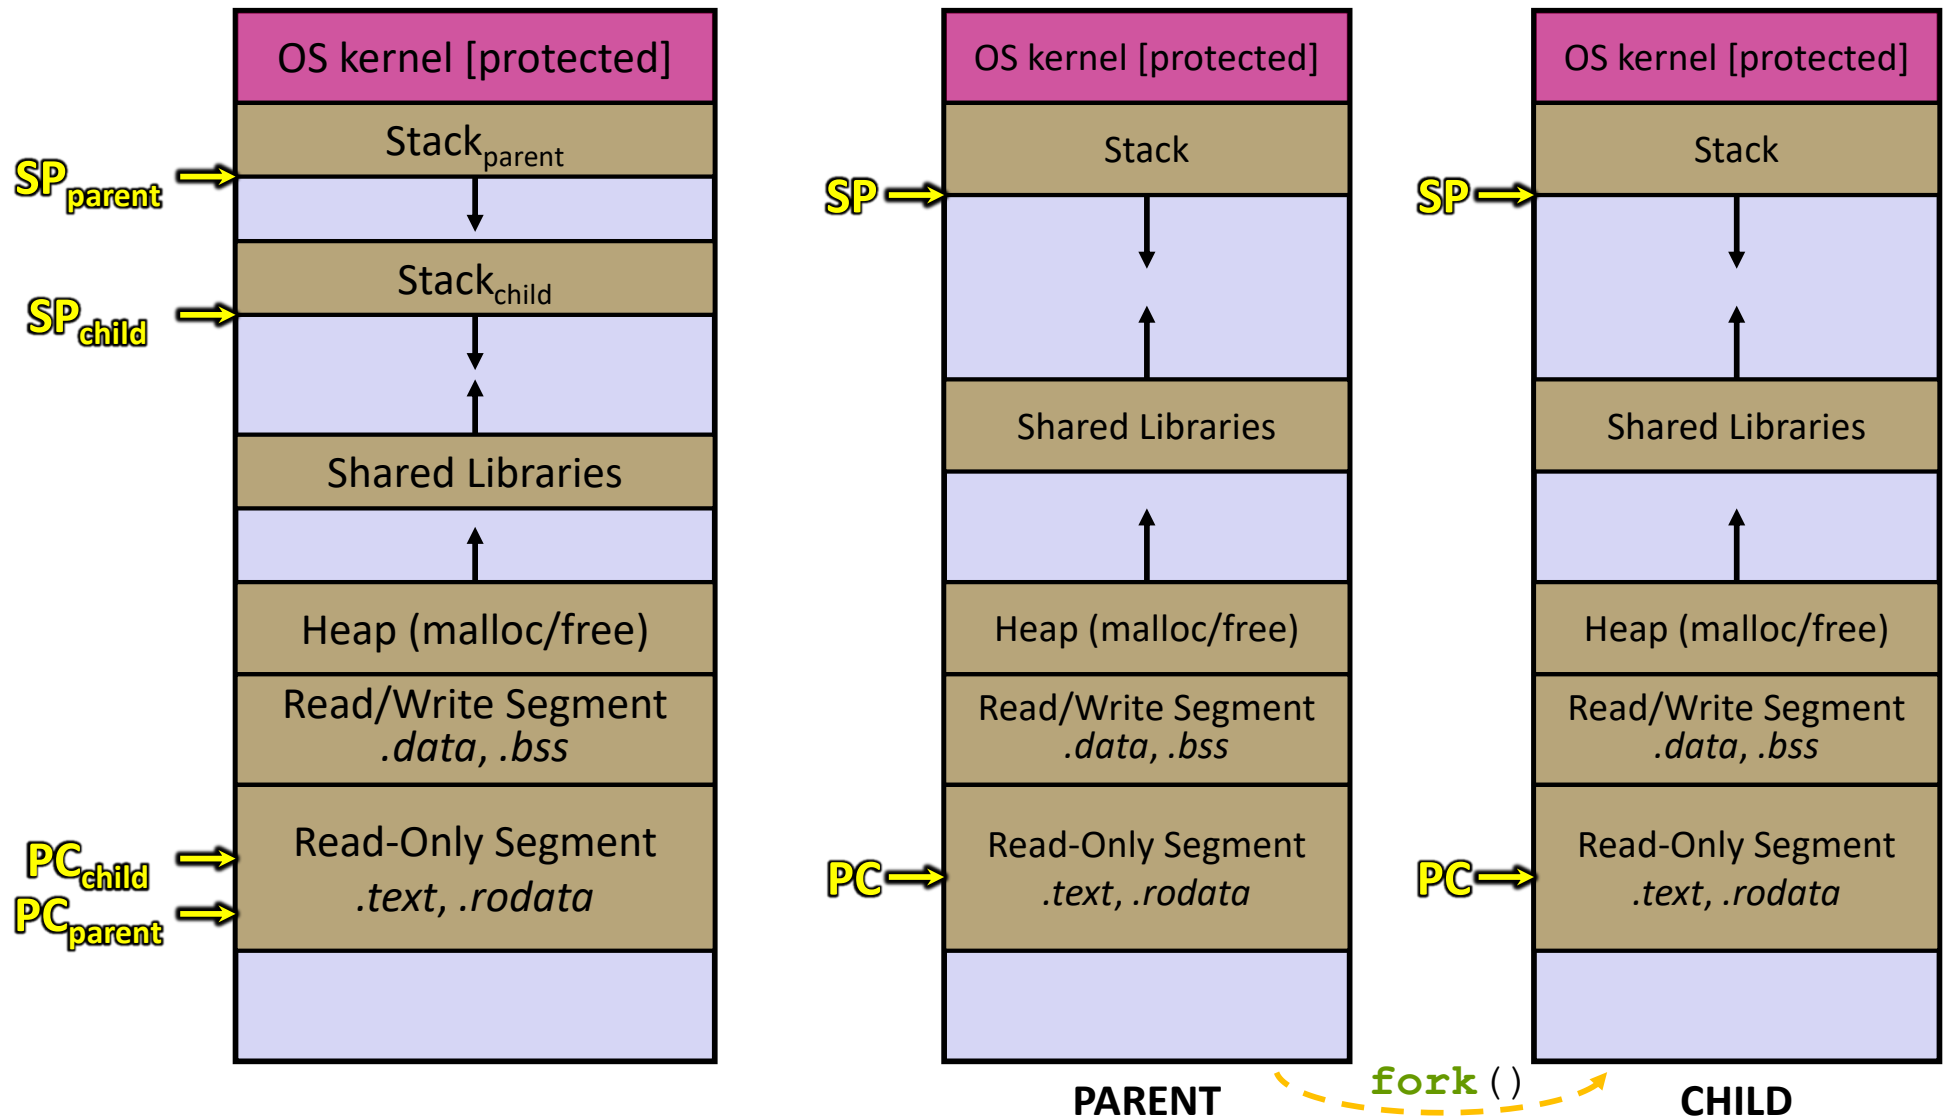 OS kernel [protected]
Stackparent
SPparent
Stackchild
SPchild
Shared Libraries
Heap (malloc/free)
Read/Write Segment
.data, .bss
Read-Only Segment
.text, .rodata
PCchild
PCparent
OS kernel [protected]
Stack
SP
Shared Libraries
Heap (malloc/free)
Read/Write Segment
.data, .bss
Read-Only Segment
.text, .rodata
PC
PARENT
fork()
OS kernel [protected]
Stack
SP
Shared Libraries
Heap (malloc/free)
Read/Write Segment
.data, .bss
Read-Only Segment
.text, .rodata
PC
CHILD